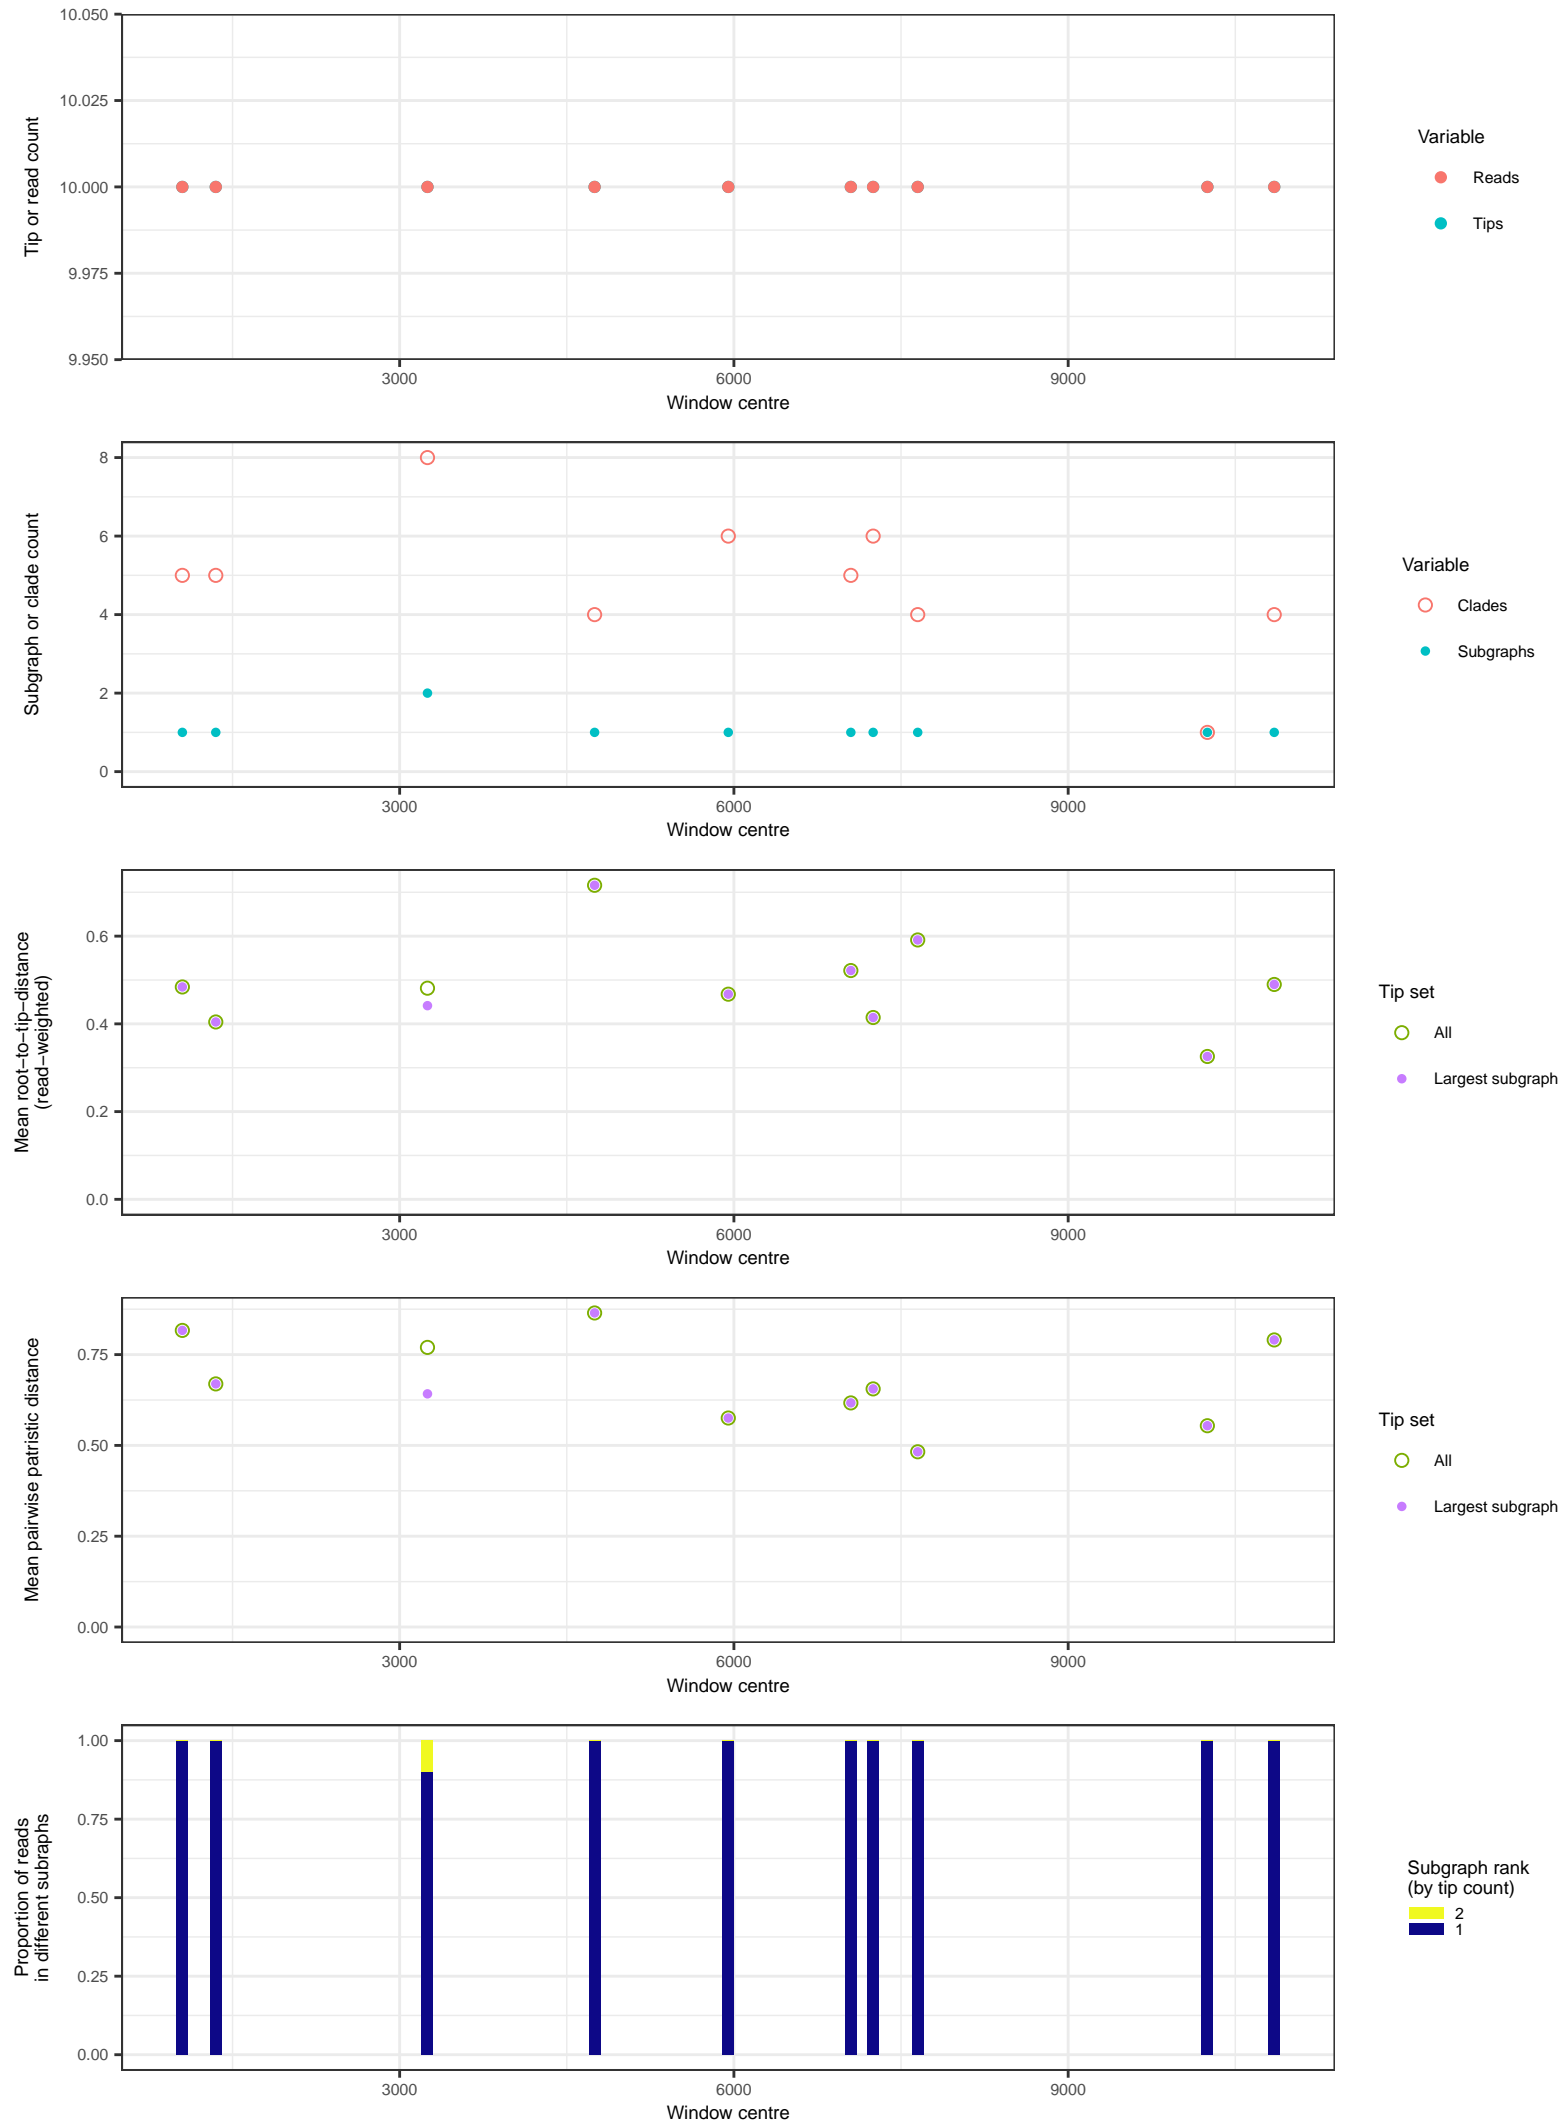 10.050
10.025
10.000
9.975
9.950
Tip or read count
3000 6000 9000
Window centre
Variable
Reads
Tips
8
6
4
2
0
Subgraph or clade count
3000 6000 9000
Window centre
Variable
Clades
Subgraphs
0.6
0.4
0.2
0.0
Mean root−to−tip−distance
(read−weighted)
3000 6000 9000
Window centre
Tip set
All
Largest subgraph
0.75
0.50
0.25
0.00
Mean pairwise patristic distance
3000 6000 9000
Window centre
Tip set
All
Largest subgraph
1.00
0.75
0.50
0.25
0.00
Proportion of reads
in different subraphs
3000 6000 9000
Window centre
Subgraph rank
(by tip count)
2
1